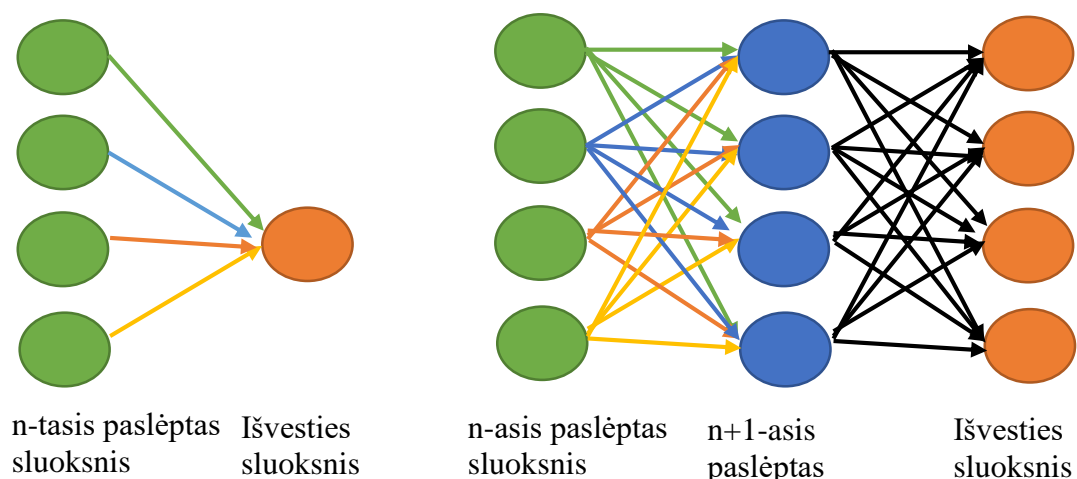 n-tasis paslėptas
sluoksnis
Išvesties
sluoksnis
n-asis paslėptas
sluoksnis
n+1-asis
paslėptas
Išvesties
sluoksnis